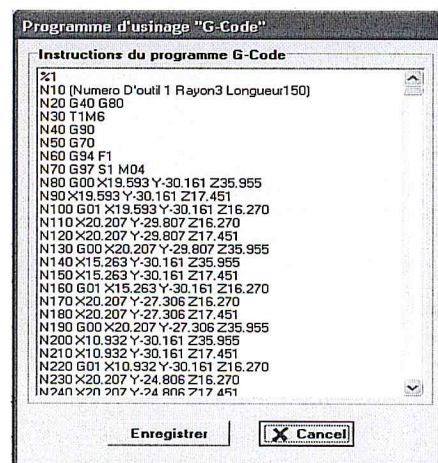 Programme d'usinage "G-Code"
Instructions du programme G-Code
%1
N10 (Numero D'outil 1 Rayon3 Longueur150)
N20 G40 G80
N30 T1M6
N40 G90
N50 G70
N60 G94 F1
N70 G97 S1 M04
N80 G00 X19.593 Y-30.161 Z35.955
N90 X19.593 Y-30.161 Z17.451
N100 G01 X19.593 Y-30.161 Z16.270
N110 X20.207 Y-29.807 Z16.270
N120 X20.207 Y-29.807 Z17.451
N130 G00 X20.207 Y-29.807 Z35.955
N140 X15.263 Y-30.161 Z35.955
N150 X15.263 Y-30.161 Z17.451
N160 G01 X15.263 Y-30.161 Z16.270
N170 X20.207 Y-27.306 Z16.270
N180 X20.207 Y-27.306 Z17.451
N190 G00 X20.207 Y-27.306 Z35.955
N200 X10.932 Y-30.161 Z35.955
N210 X10.932 Y-30.161 Z17.451
N220 G01 X10.932 Y-30.161 Z16.270
N230 X20.207 Y-24.806 Z16.270
N240 X20.207 Y-24.806 Z17.451
Enregistrer
X Cancel